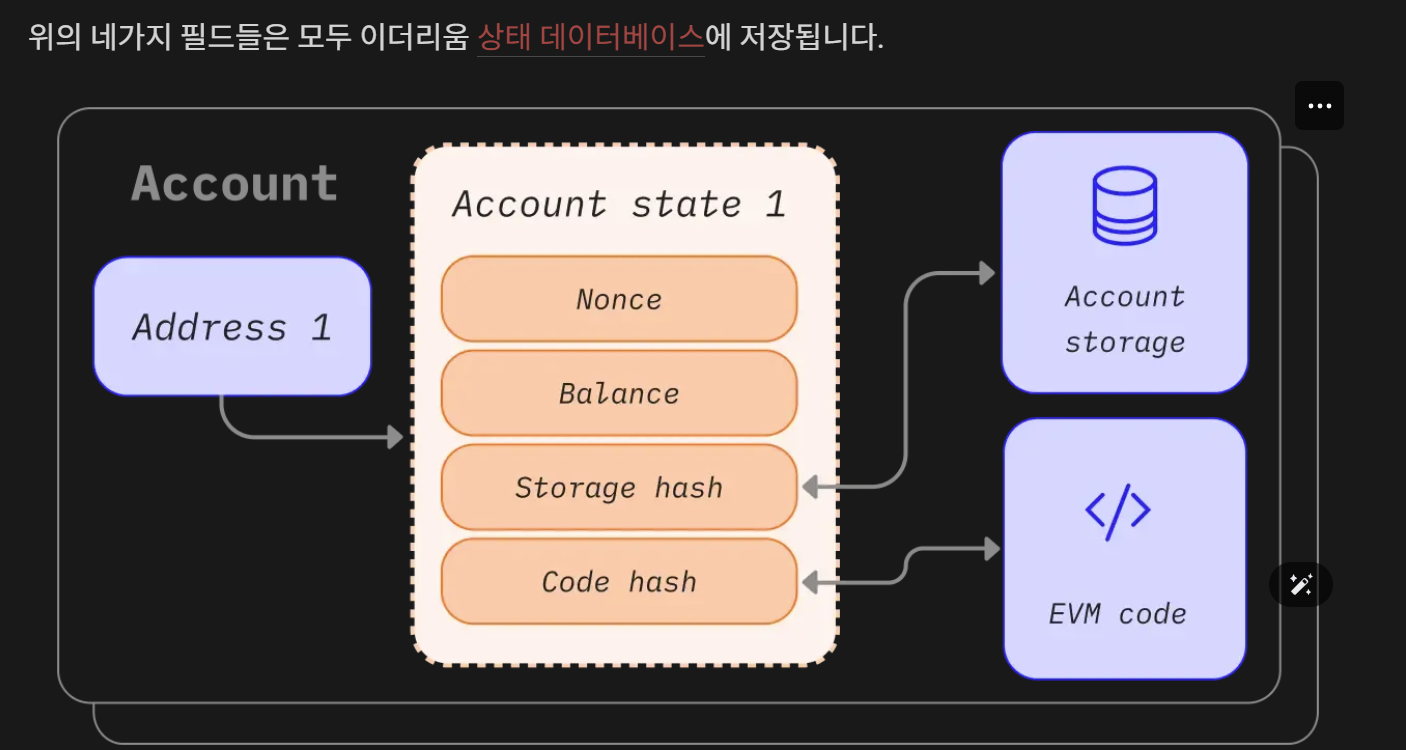 위의 네가지 필드들은 모두 이더리움 상태 데이터베이스에 저장됩니다.
Account
Address 1
Account state 1
Nonce
Balance
Storage hash
Code hash
Account
storage
EVM code